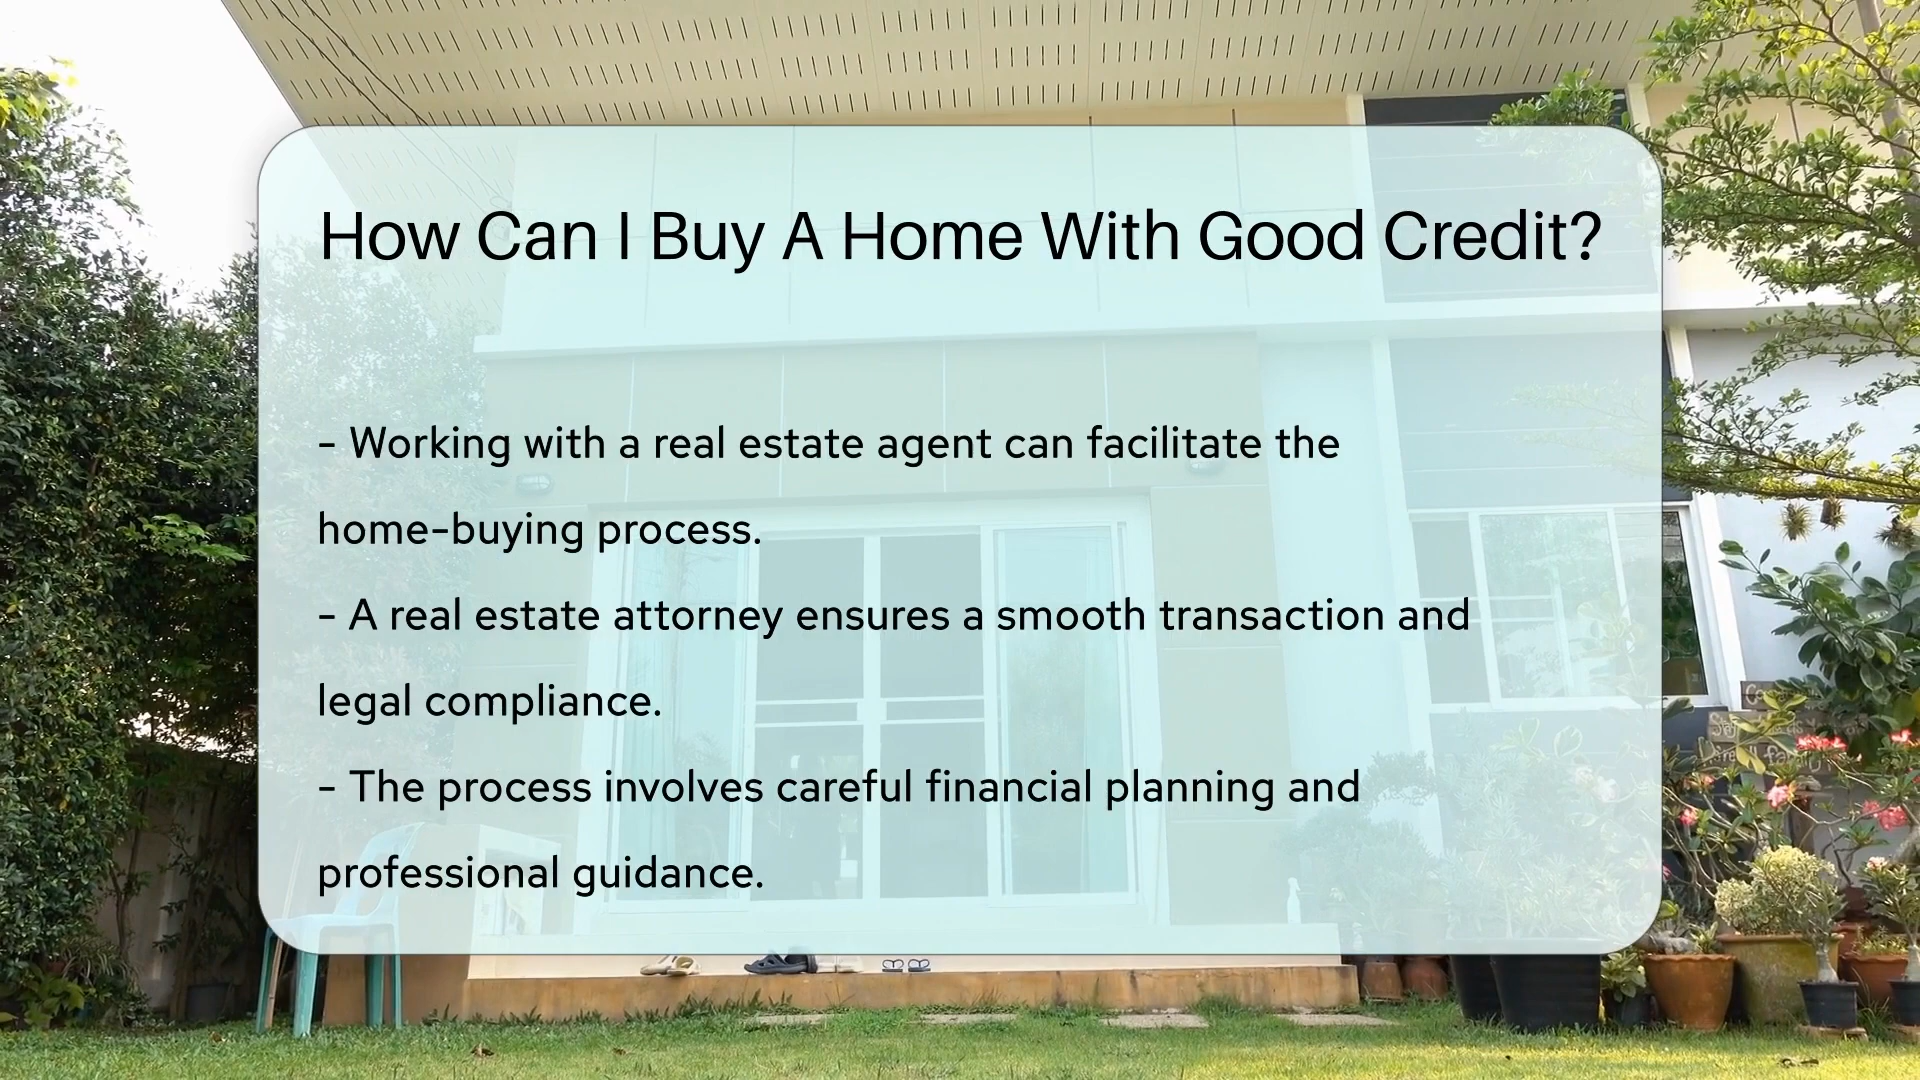 How Can I Buy A Home With Good Credit?
- Working with a real estate agent can facilitate the
home-buying process.
- A real estate attorney ensures a smooth transaction and
legal compliance.
- The process involves careful financial planning and
professional guidance.